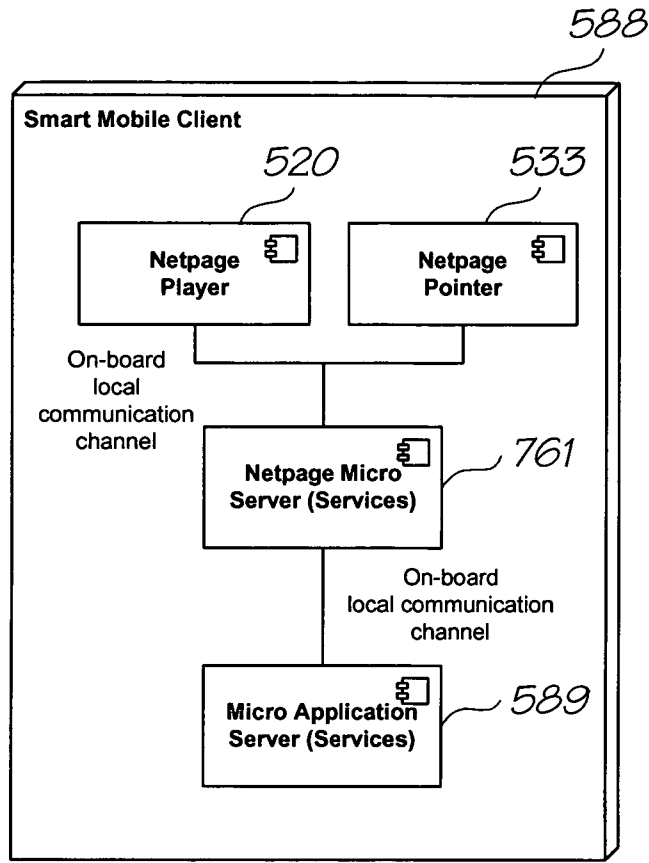 588
Smart Mobile Client
520
533
Netpage
Player
Netpage
Pointer
On-board
local
communication
channel
Netpage Micro
Server (Services)
761
On-board
local communication
channel
Micro Application
Server (Services)
589